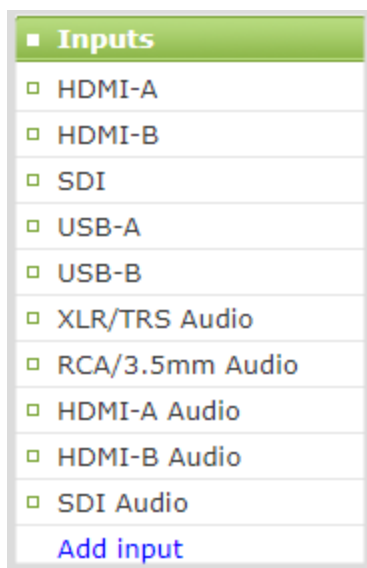 Inputs
HDMI-A
HDMI-B
SDI
USB-A
USB-B
XLR/TRS Audio
RCA/3.5mm Audio
HDMI-A Audio
HDMI-B Audio
SDI Audio
Add input